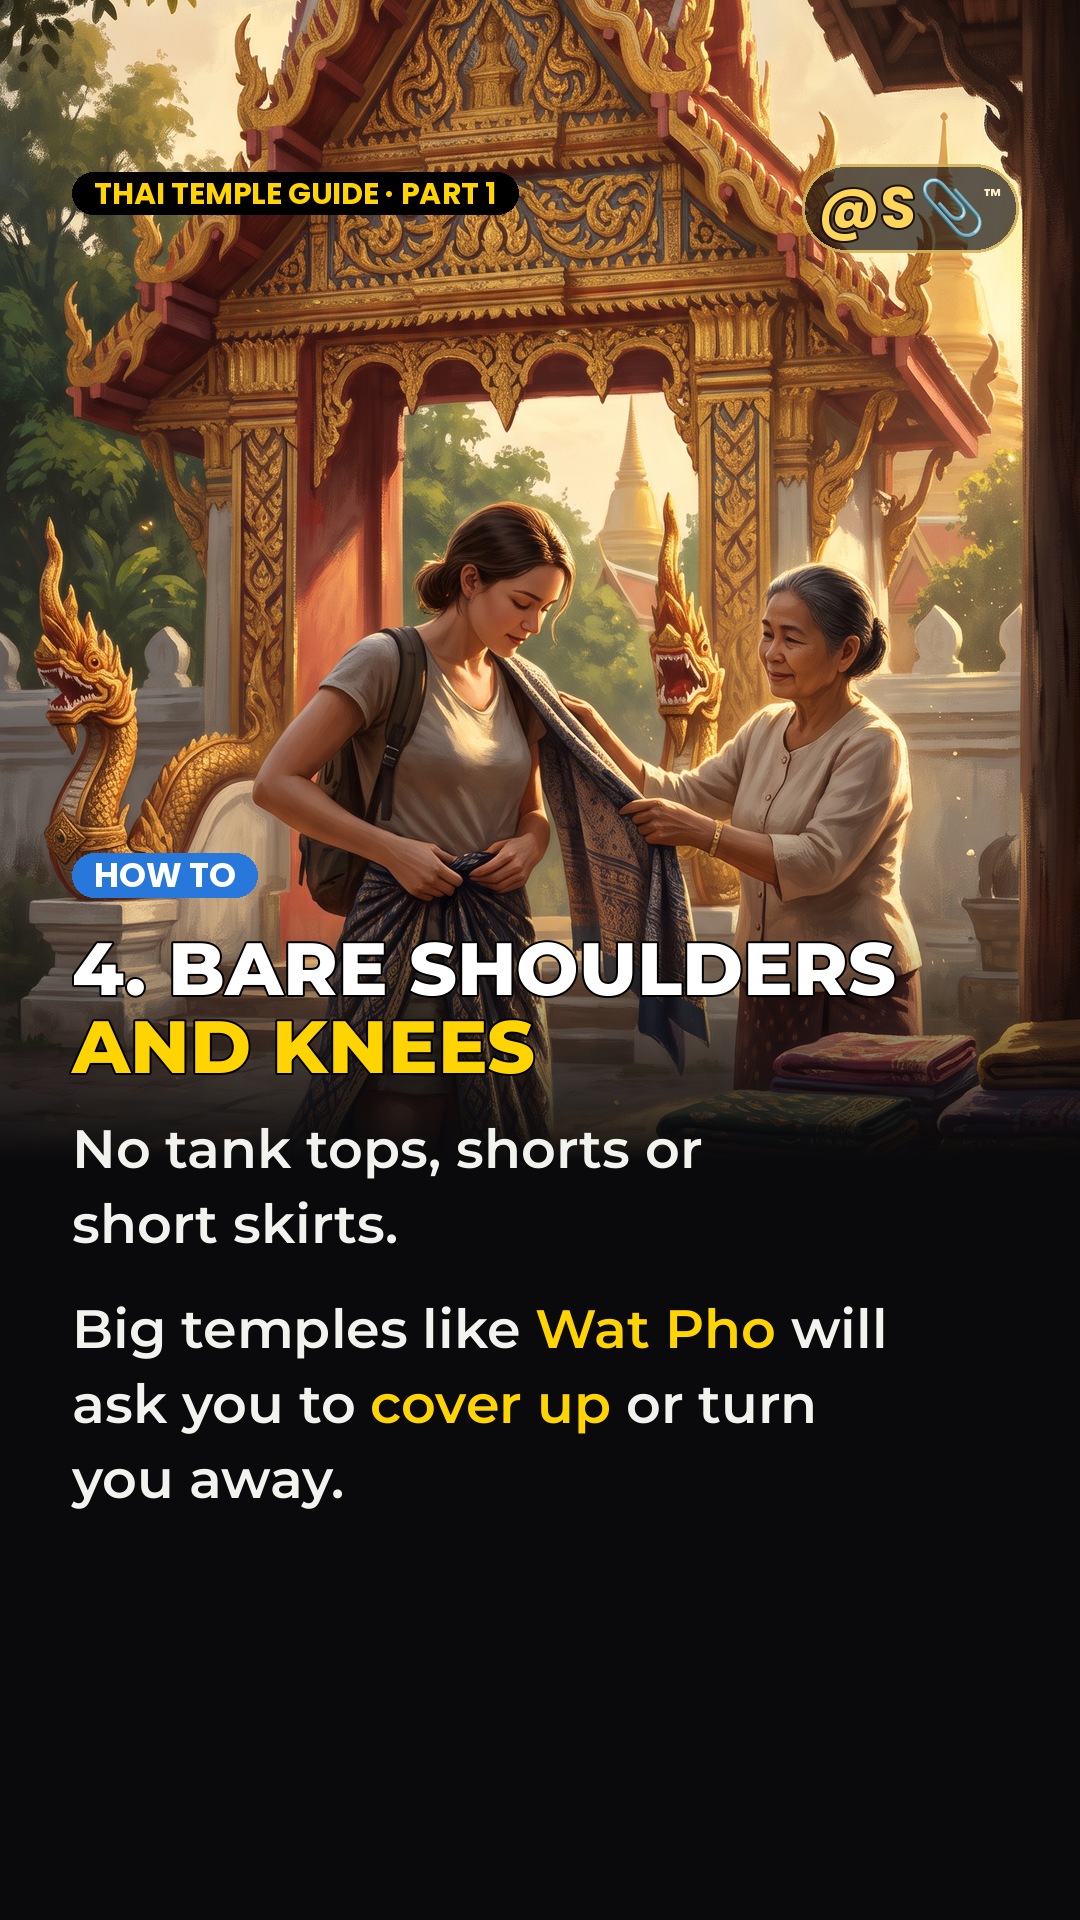 THAI TEMPLE GUIDE · PART 1
@S📎™
HOW TO
4. BARE SHOULDERS
AND KNEES
No tank tops, shorts or
short skirts.
Big temples like Wat Pho will
ask you to cover up or turn
you away.